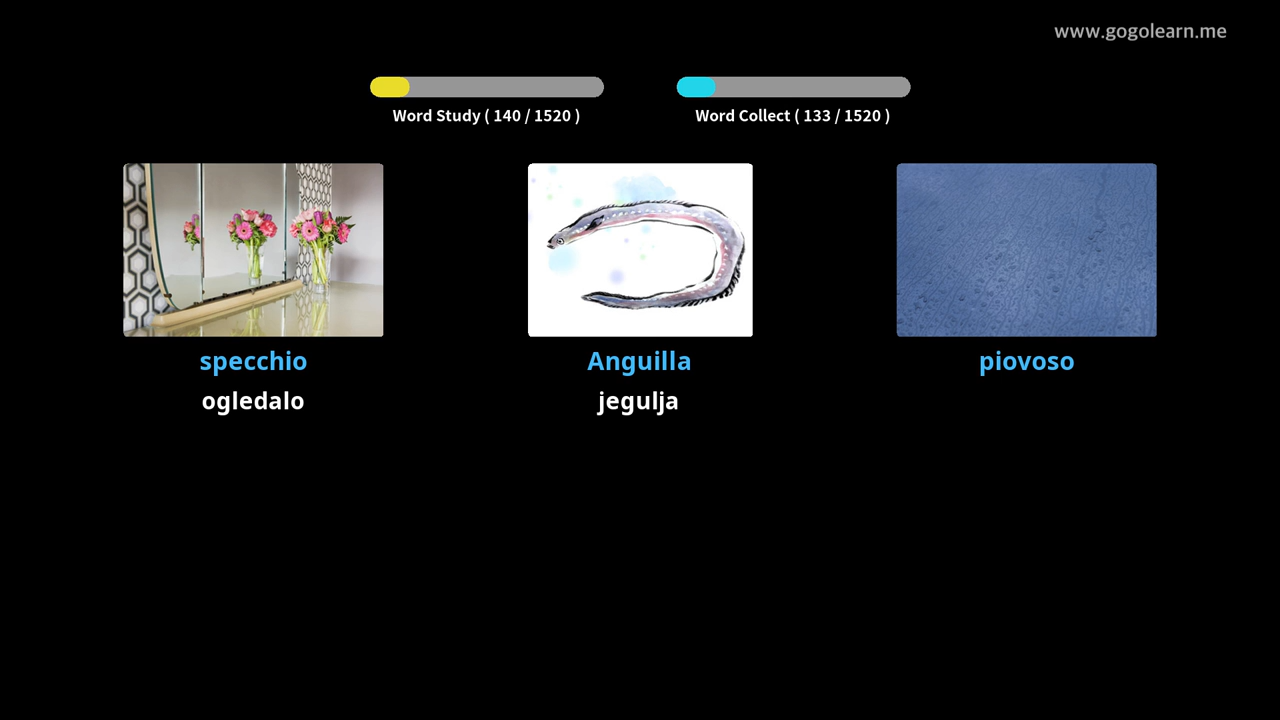 www.gogolearn.me
Word Study ( 140 / 1520 )
Word Collect ( 133 / 1520 )
specchio
ogledalo
Anguilla
jegulja
piovoso